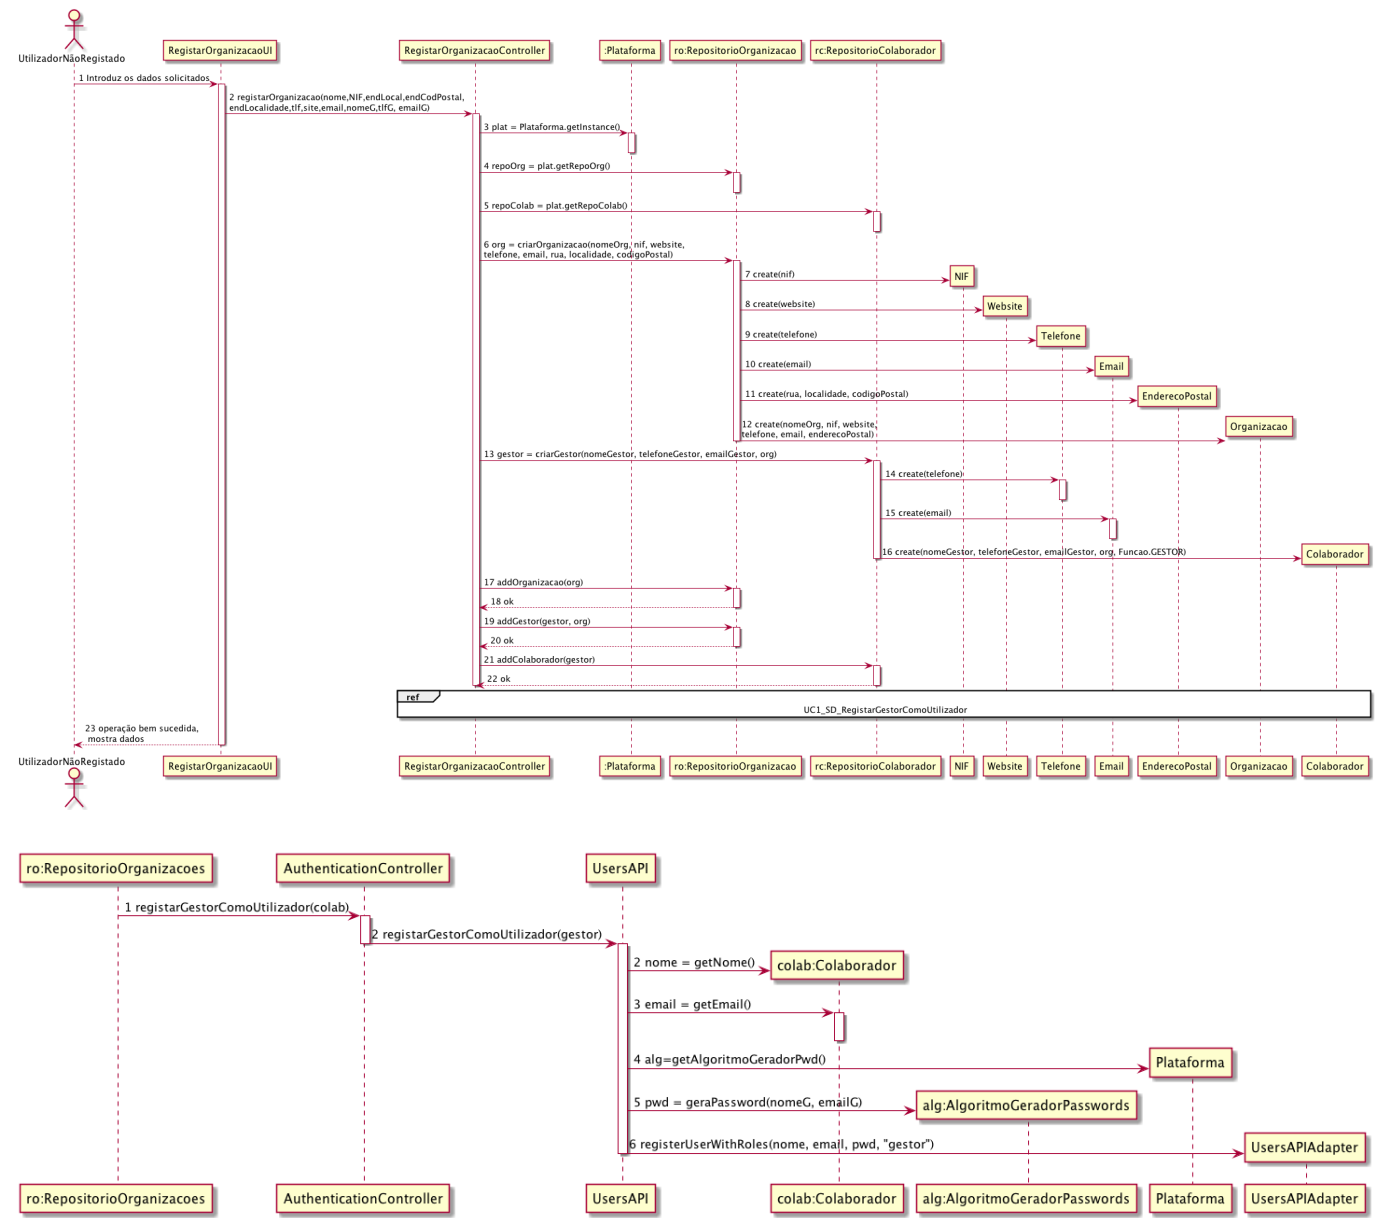 UtilizadorNãoRegistado
RegistarOrganizacaoUI
RegistarOrganizacaoController
:Plataforma
ro:RepositorioOrganizacao
rc:RepositorioColaborador
1 Introduz os dados solicitados
2 registarOrganizacao(nome,NIF,endLocal,endCodPostal,
endLocalidade,tlf,site,email,nomeG,tlfG, emailG)
3 plat = Plataforma.getInstance()
4 repoOrg = plat.getRepoOrg()
5 repoColab = plat.getRepoColab()
6 org = criarOrganizacao(nomeOrg, nif, website,
telefone, email, rua, localidade, codigoPostal)
7 create(nif)
NIF
8 create(website)
Website
9 create(telefone)
Telefone
10 create(email)
Email
11 create(rua, localidade, codigoPostal)
EnderecoPostal
12 create(nomeOrg, nif, website,
telefone, email, enderecoPostal)
Organizacao
13 gestor = criarGestor(nomeGestor, telefoneGestor, emailGestor, org)
14 create(telefone)
15 create(email)
16 create(nomeGestor, telefoneGestor, emailGestor, org, Funcao.GESTOR)
Colaborador
17 addOrganizacao(org)
18 ok
19 addGestor(gestor, org)
20 ok
21 addColaborador(gestor)
22 ok
ref
UC1_SD_RegistarGestorComoUtilizador
23 operação bem sucedida,
mostra dados
UtilizadorNãoRegistado
RegistarOrganizacaoUI
RegistarOrganizacaoController
:Plataforma
ro:RepositorioOrganizacao
rc:RepositorioColaborador
NIF
Website
Telefone
Email
EnderecoPostal
Organizacao
Colaborador
ro:RepositorioOrganizacoes
AuthenticationController
UsersAPI
1 registarGestorComoUtilizador(colab)
2 registarGestorComoUtilizador(gestor)
2 nome = getNome()
colab:Colaborador
3 email = getEmail()
4 alg=getAlgoritmoGeradorPwd()
Plataforma
5 pwd = geraPassword(nomeG, emailG)
alg:AlgoritmoGeradorPasswords
6 registerUserWithRoles(nome, email, pwd, "gestor")
UsersAPIAdapter
ro:RepositorioOrganizacoes
AuthenticationController
UsersAPI
colab:Colaborador
alg:AlgoritmoGeradorPasswords
Plataforma
UsersAPIAdapter